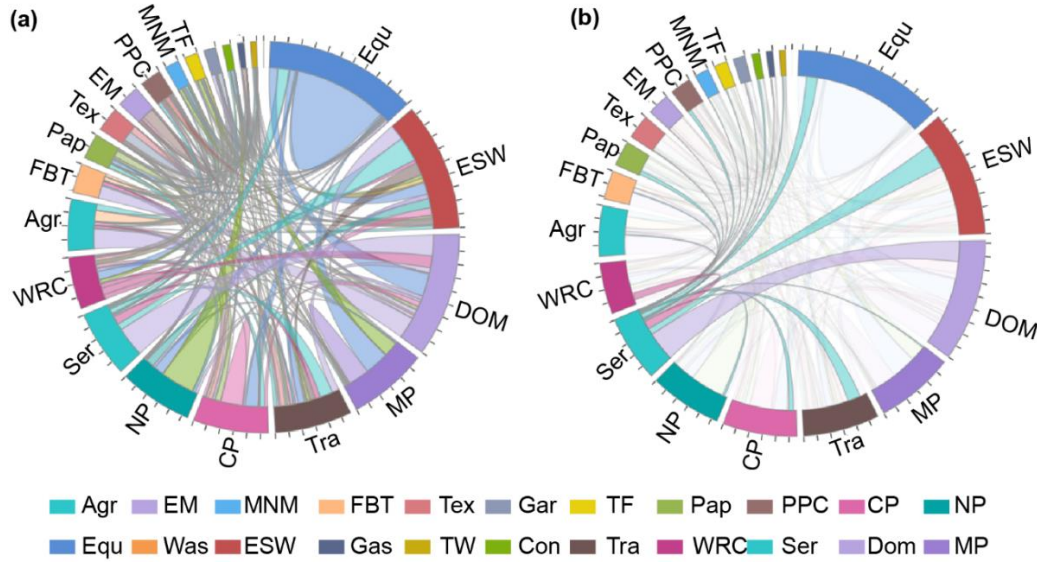 (a)
(b)
Equ
ESW
DOM
MP
Tra
CP
NP
Ser
WRC
Agr
FBT
Pap
Tex
EM
PPC
MNM
TF
Equ
ESW
DOM
MP
Tra
CP
NP
Ser
WRC
Agr
FBT
Pap
Tex
EM
PPC
MNM
TF
Agr EM MNM FBT Tex Gar TF Pap PPC CP NP
Equ Was ESW Gas TW Con Tra WRC Ser Dom MP